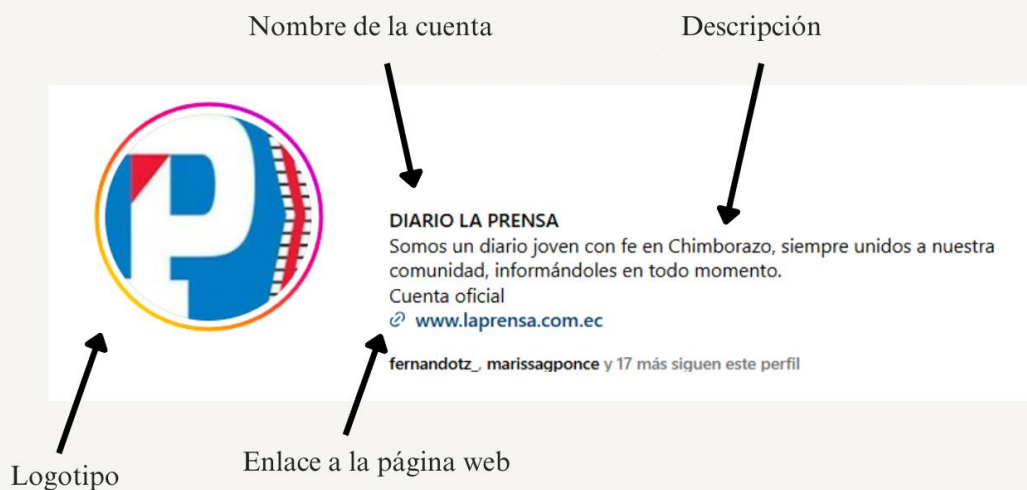 Nombre de la cuenta
Descripción
P
DIARIO LA PRENSA
Somos un diario joven con fe en Chimborazo, siempre unidos a nuestra
comunidad, informándoles en todo momento.
Cuenta oficial
www.laprensa.com.ec
fernandotz_, marissagponce y 17 más siguen este perfil
Logotipo
Enlace a la página web